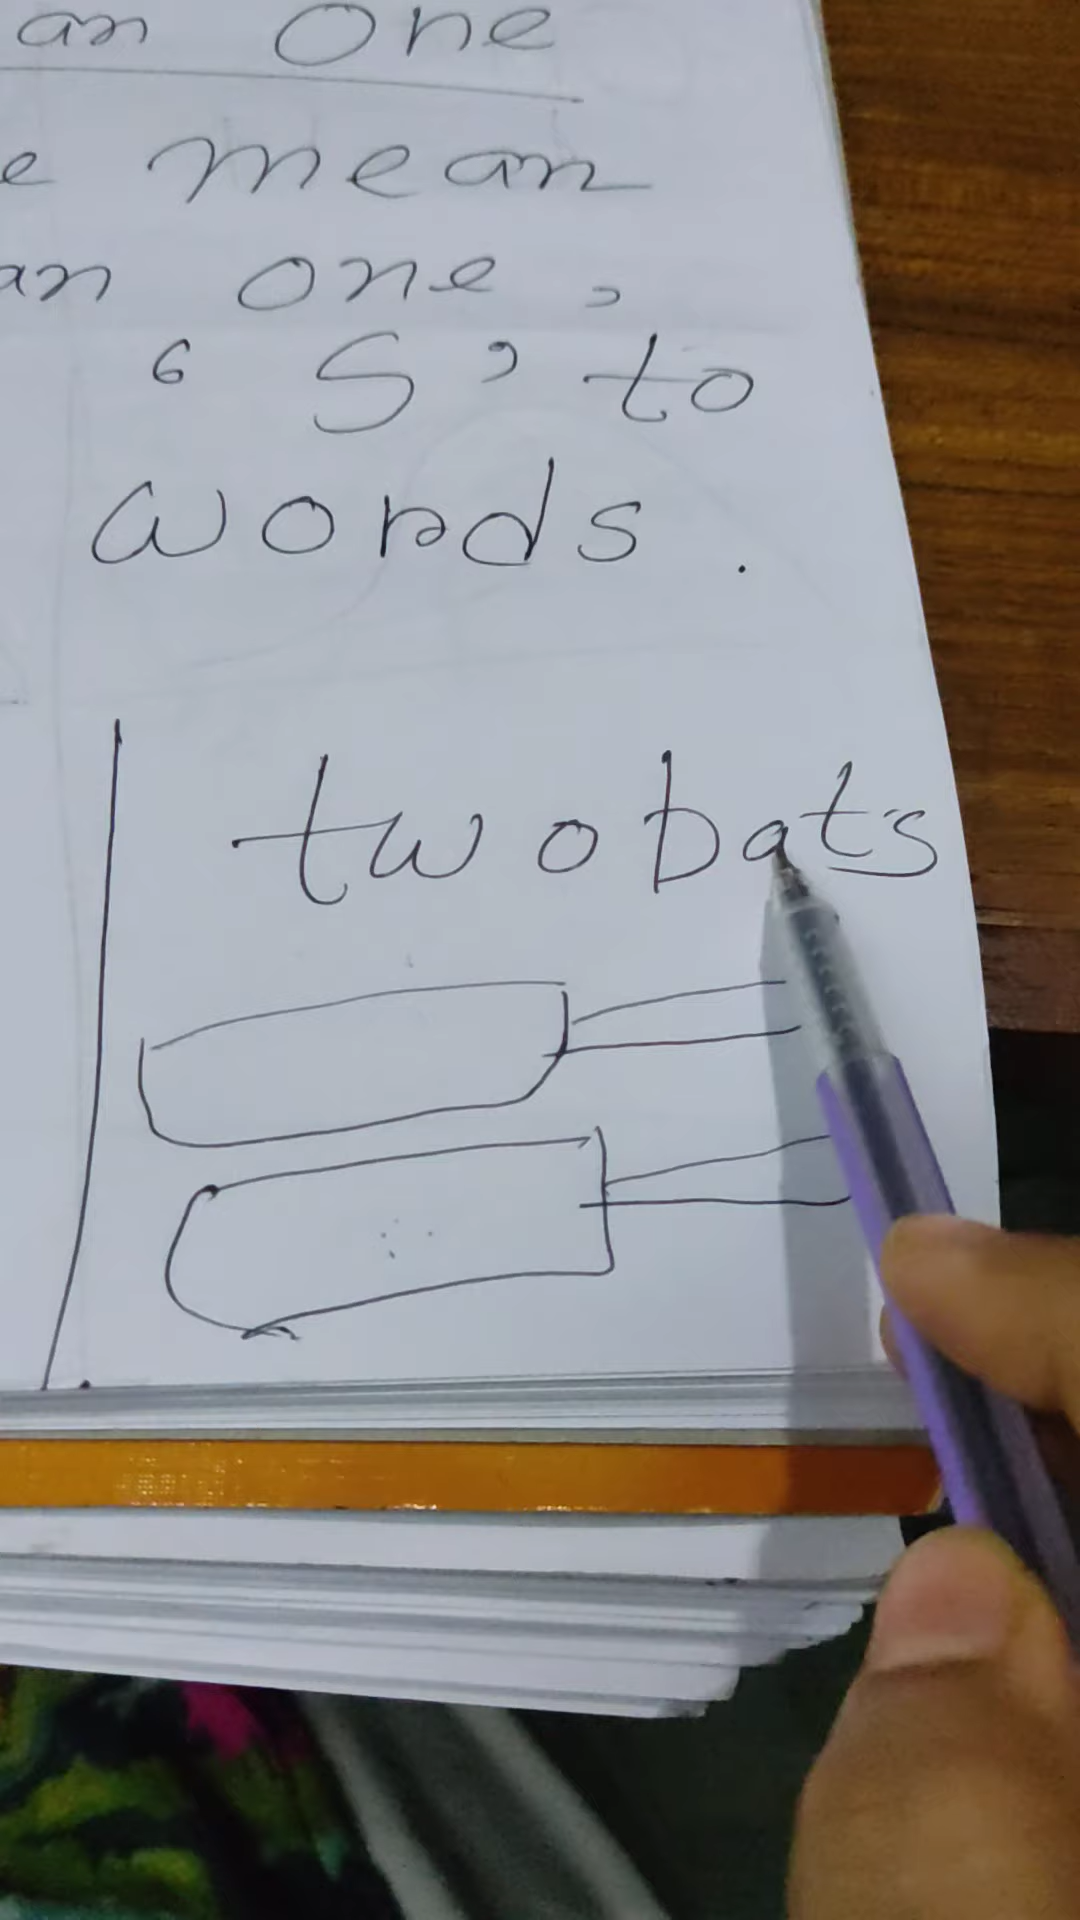 an one
e mean
an one,
'S' to
words.
two bats